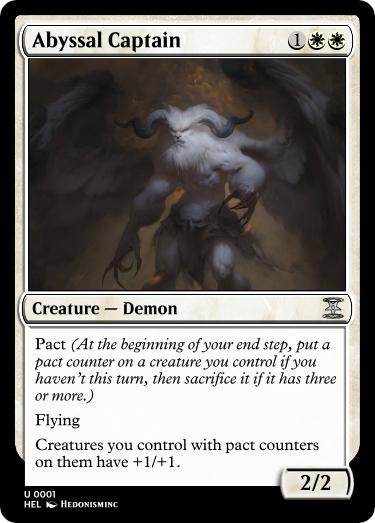 Abyssal Captain 1
Creature — Demon
Pact (At the beginning of your end step, put a
pact counter on a creature you control if you
haven't this turn, then sacrifice it if it has three
or more.)
Flying
Creatures you control with pact counters
on them have +1/+1.
2/2
U 0001
HEL HEDONISMINC